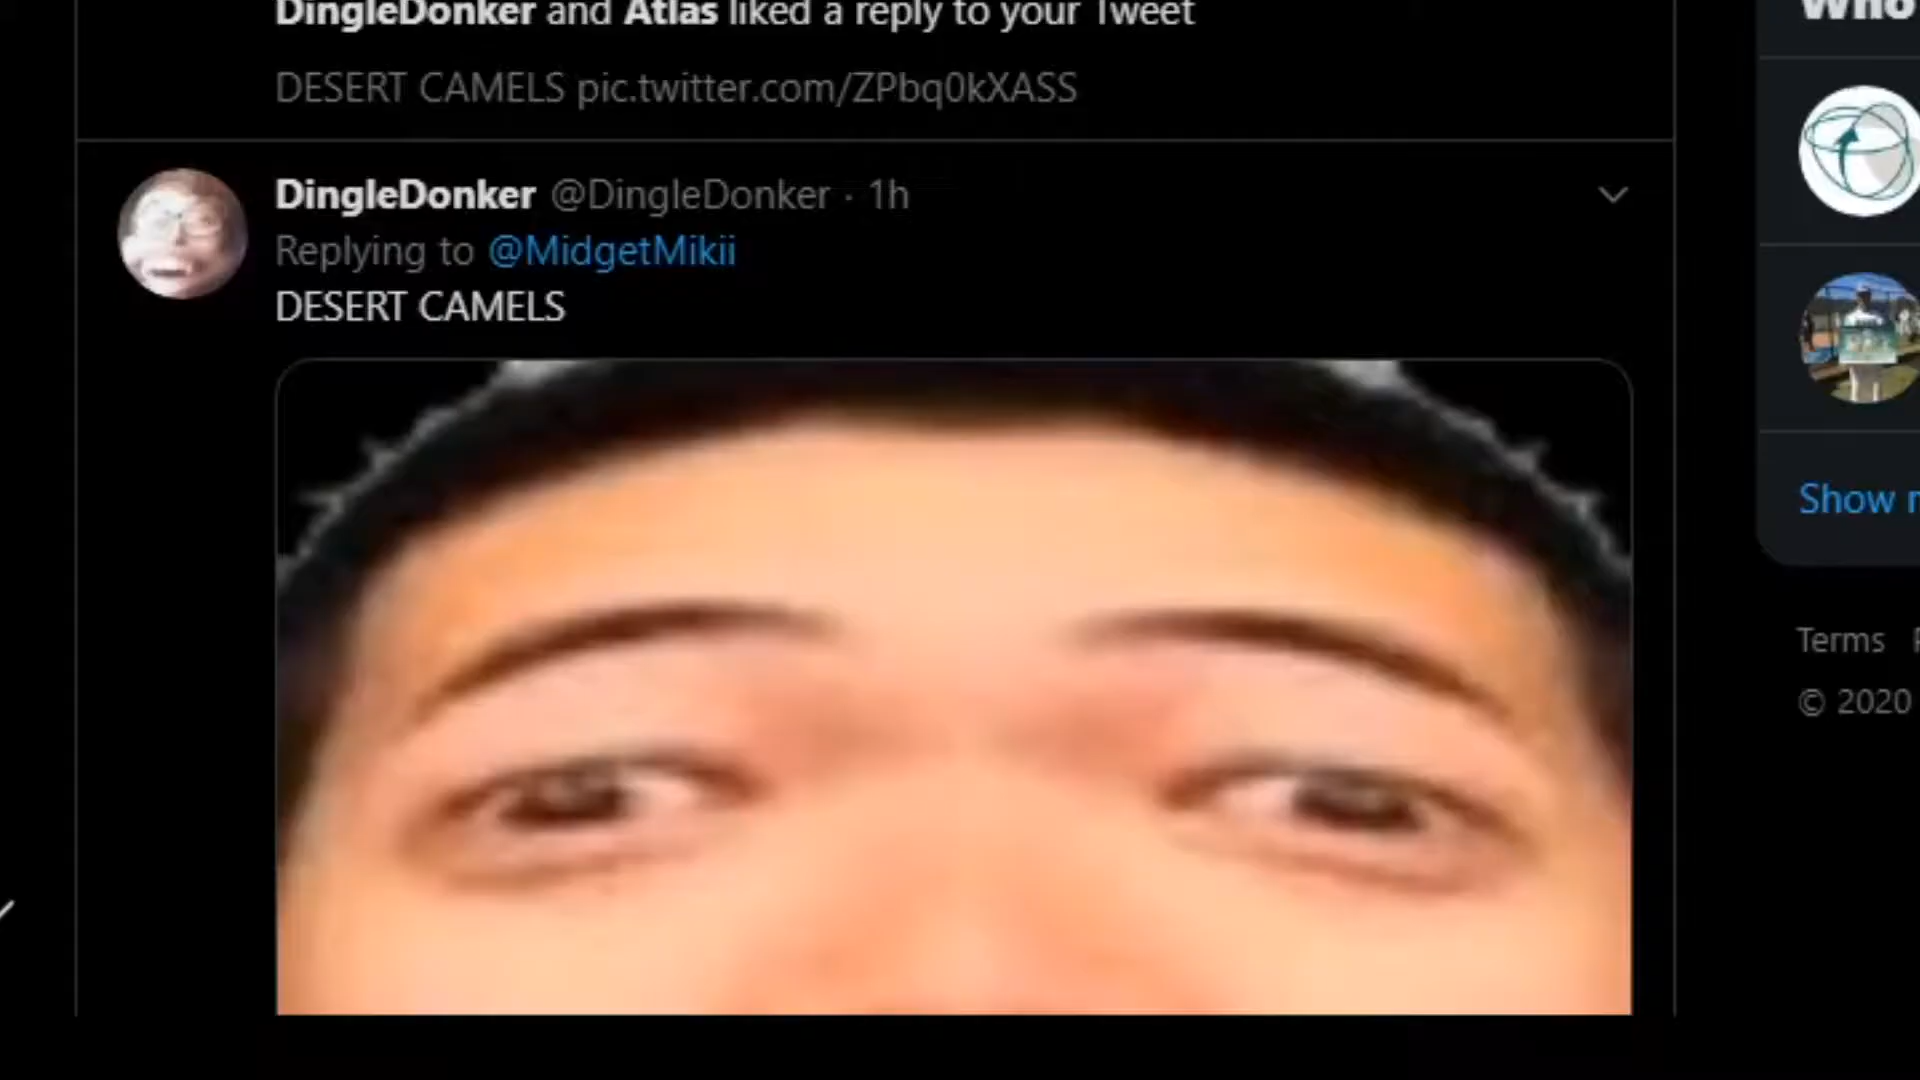 DingleDonker and Atlas liked a reply to your Tweet
DESERT CAMELS pic.twitter.com/ZPbq0kXASS
DingleDonker @DingleDonker · 1h
Replying to @MidgetMikii
DESERT CAMELS
Who
Show
Terms
© 2020